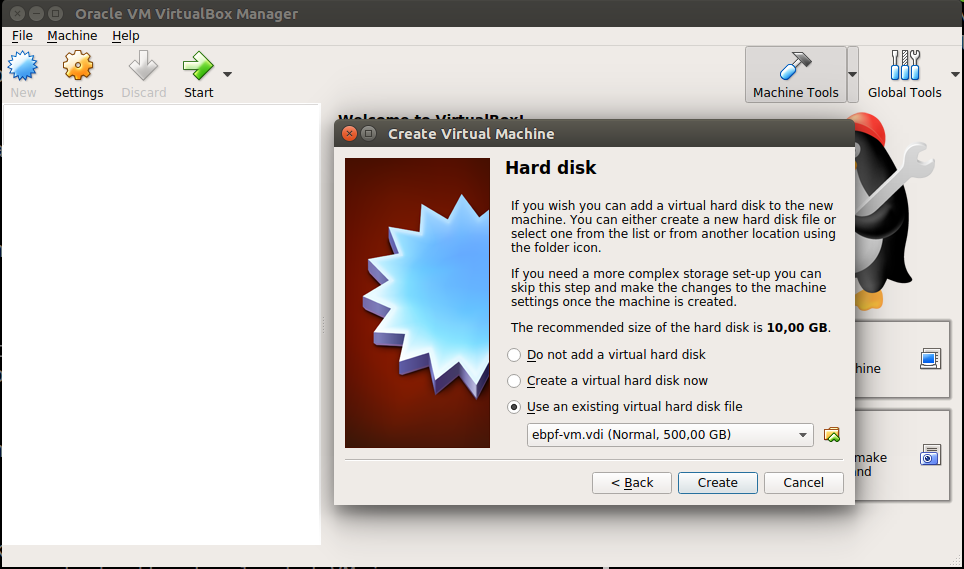 Oracle VM VirtualBox Manager
File Machine Help
New Settings Discard Start Machine Tools Global Tools
Welcome to VirtualBox!
Create Virtual Machine
Hard disk
If you wish you can add a virtual hard disk to the new
machine. You can either create a new hard disk file or
select one from the list or from another location using
the folder icon.
If you need a more complex storage set-up you can
skip this step and make the changes to the machine
settings once the machine is created.
The recommended size of the hard disk is 10,00 GB.
Do not add a virtual hard disk
hine
Create a virtual hard disk now
Use an existing virtual hard disk file
ebpf-vm.vdi (Normal, 500,00 GB)
make
nd
< Back Create Cancel